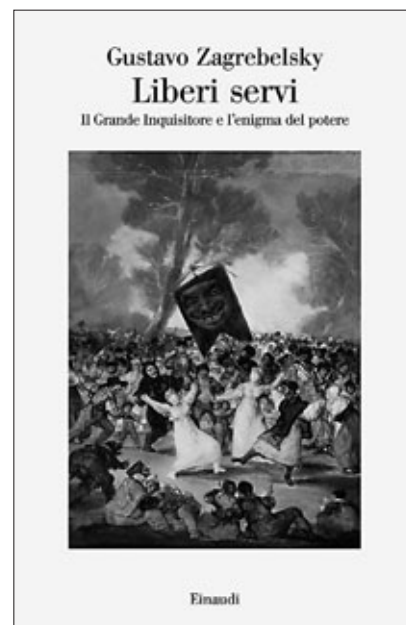 Gustavo Zagrebelsky
Liberi servi
Il Grande Inquisitore e l'enigma del potere
Einaudi